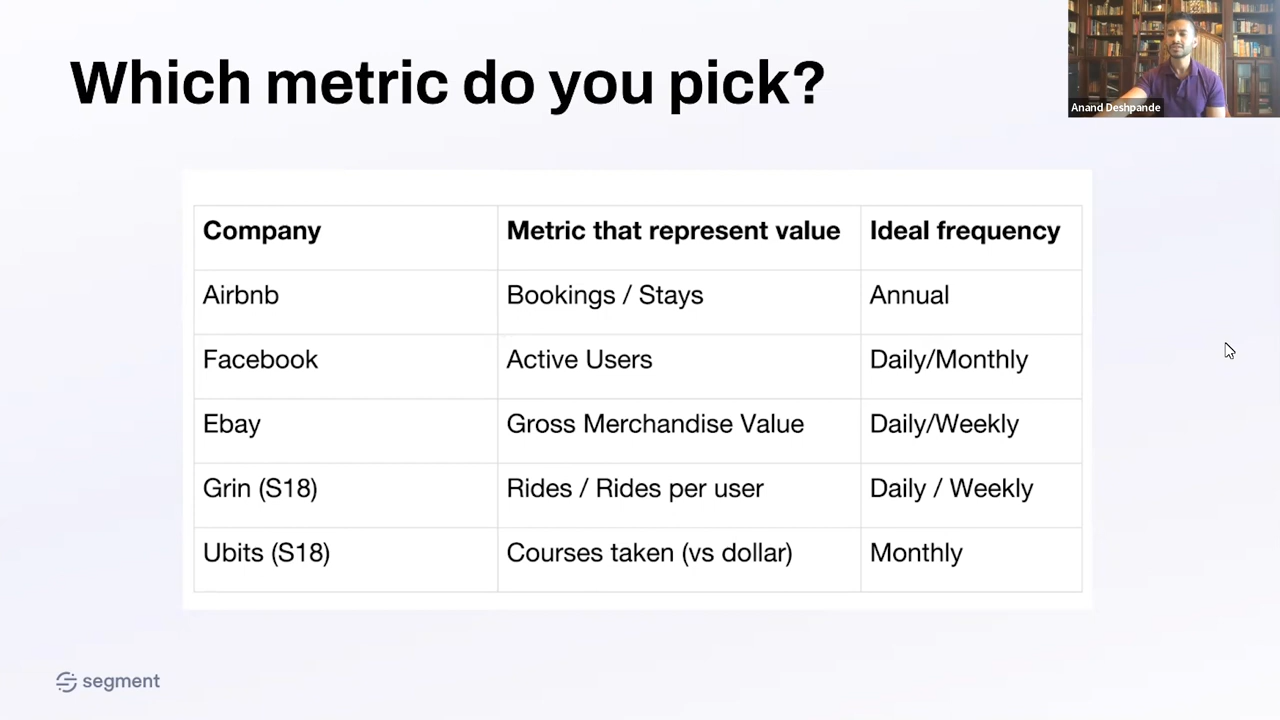 Which metric do you pick?
Anand Deshpande
Company Metric that represent value Ideal frequency
Airbnb Bookings / Stays Annual
Facebook Active Users Daily/Monthly
Ebay Gross Merchandise Value Daily/Weekly
Grin (S18) Rides / Rides per user Daily / Weekly
Ubits (S18) Courses taken (vs dollar) Monthly
segment